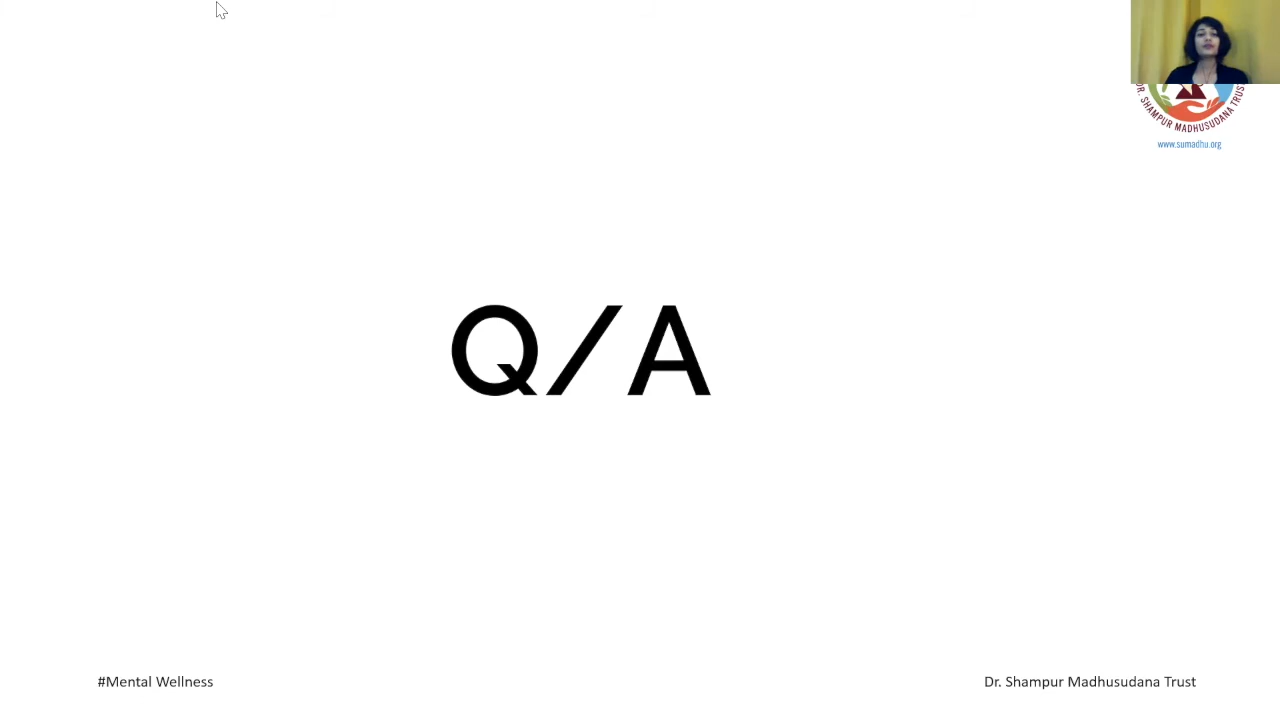 DR. SHAMPUR MADHUSUDANA TRUST
www.sumadhu.org
Q/A
#Mental Wellness
Dr. Shampur Madhusudana Trust